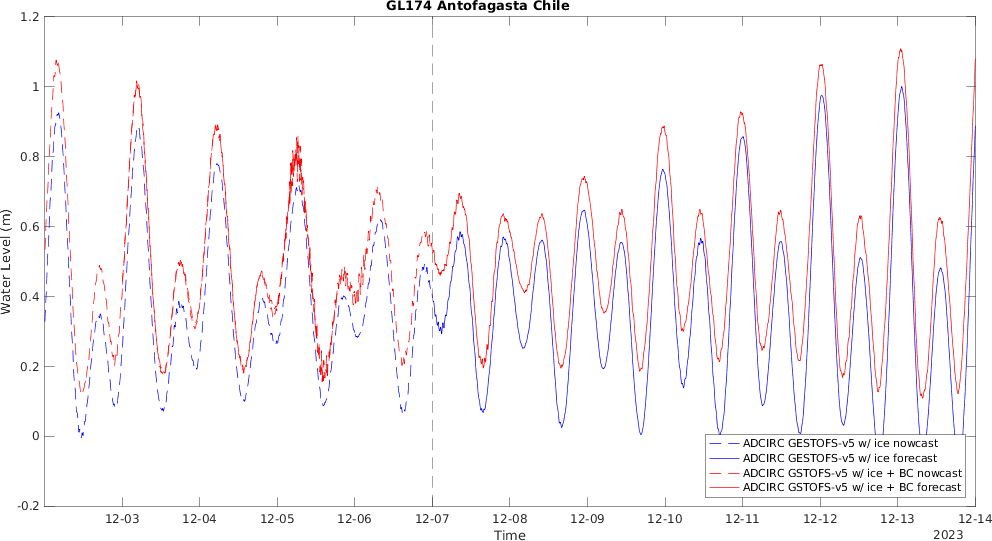 GL174 Antofagasta Chile
1.2
1
0.8
0.6
0.4
0.2
0
-0.2
Water Level (m)
12-03 12-04 12-05 12-06 12-07 12-08 12-09 12-10 12-11 12-12 12-13 12-14
Time
2023
ADCIRC GESTOFS-v5 w/ ice nowcast
ADCIRC GESTOFS-v5 w/ ice forecast
ADCIRC GSTOFS-v5 w/ ice + BC nowcast
ADCIRC GSTOFS-v5 w/ ice + BC forecast